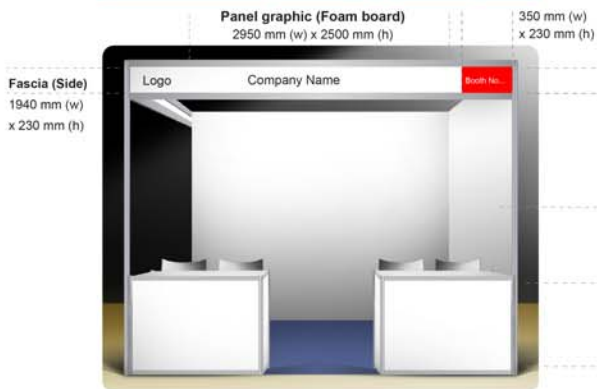 Panel graphic (Foam board)
2950 mm (w) x 2500 mm (h)
350 mm (w)
x 230 mm (h)
Fascia (Side)
1940 mm (w)
x 230 mm (h)
Logo
Company Name
Booth No...